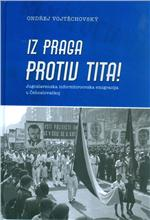 ONDŘEJ VOJTĚCHOVSKÝ
IZ PRAGA
PROTIV TITA!
Jugoslavenska informbiroovska emigracija
u Čehoslovačkoj